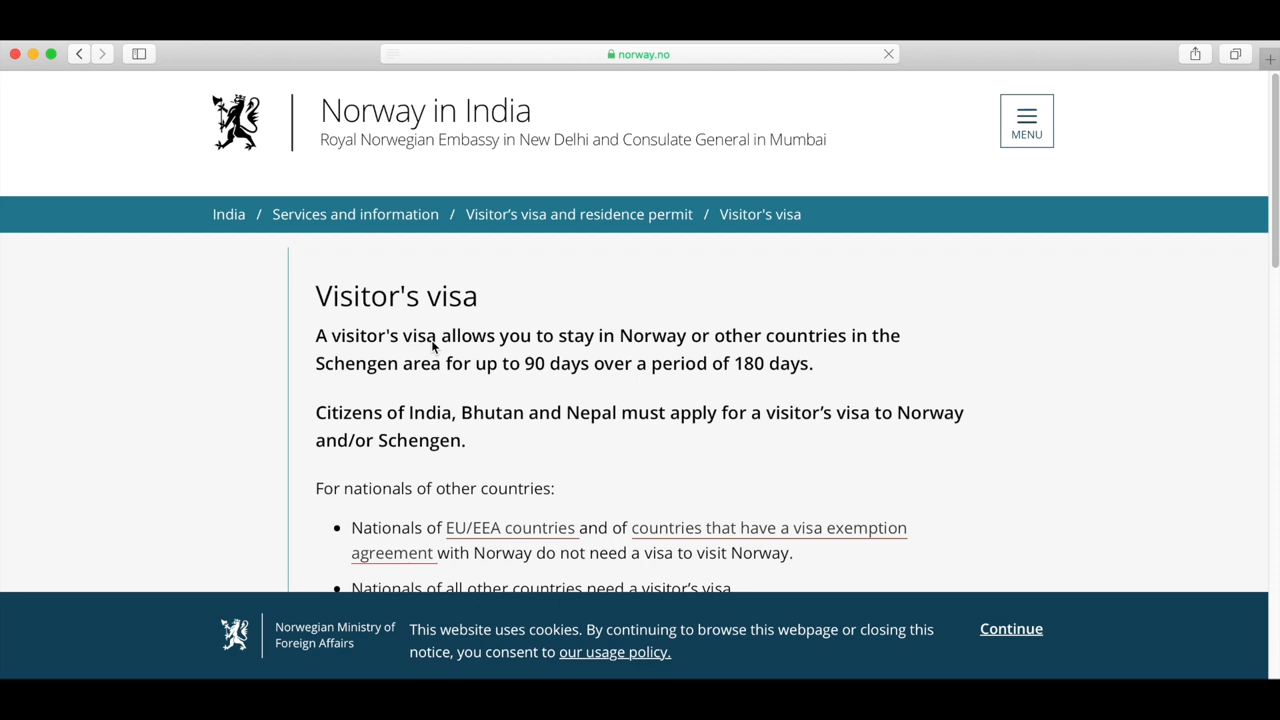 norway.no
Norway in India
Royal Norwegian Embassy in New Delhi and Consulate General in Mumbai
MENU
India / Services and information / Visitor’s visa and residence permit / Visitor's visa
Visitor's visa
A visitor's visa allows you to stay in Norway or other countries in the
Schengen area for up to 90 days over a period of 180 days.
Citizens of India, Bhutan and Nepal must apply for a visitor’s visa to Norway
and/or Schengen.
For nationals of other countries:
• Nationals of EU/EEA countries and of countries that have a visa exemption
agreement with Norway do not need a visa to visit Norway.
• Nationals of all other countries need a visitor’s visa
Norwegian Ministry of
Foreign Affairs
This website uses cookies. By continuing to browse this webpage or closing this
notice, you consent to our usage policy.
Continue